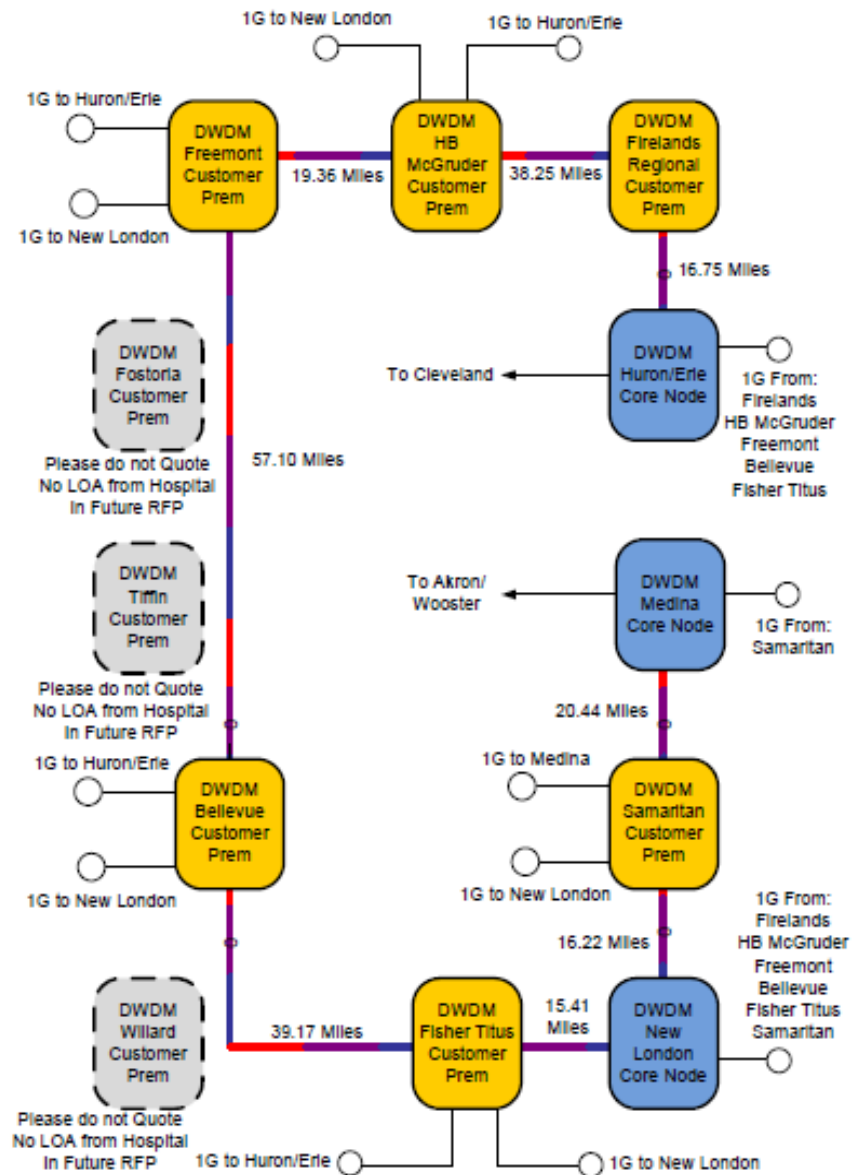 1G to New London
1G to Huron/Erie
1G to Huron/Erie
DWDM
Freemont
Customer
Prem
19.36 Miles
DWDM
HB
McGruder
Customer
Prem
38.25 Miles
DWDM
Firelands
Regional
Customer
Prem
1G to New London
16.75 Miles
DWDM
Fostoria
Customer
Prem
Please do not Quote
No LOA from Hospital
In Future RFP
57.10 Miles
To Cleveland
DWDM
Huron/Erie
Core Node
1G From:
Firelands
HB McGruder
Freemont
Bellevue
Fisher Titus
DWDM
Tiffin
Customer
Prem
Please do not Quote
No LOA from Hospital
In Future RFP
To Akron/
Wooster
DWDM
Medina
Core Node
1G From:
Samaritan
20.44 Miles
1G to Huron/Erie
DWDM
Bellevue
Customer
Prem
1G to New London
1G to Medina
DWDM
Samaritan
Customer
Prem
1G to New London
16.22 Miles
1G From:
Firelands
HB McGruder
Freemont
Bellevue
Fisher Titus
Samaritan
DWDM
Willard
Customer
Prem
Please do not Quote
No LOA from Hospital
In Future RFP
39.17 Miles
DWDM
Fisher Titus
Customer
Prem
15.41
Miles
DWDM
New
London
Core Node
1G to Huron/Erie
1G to New London